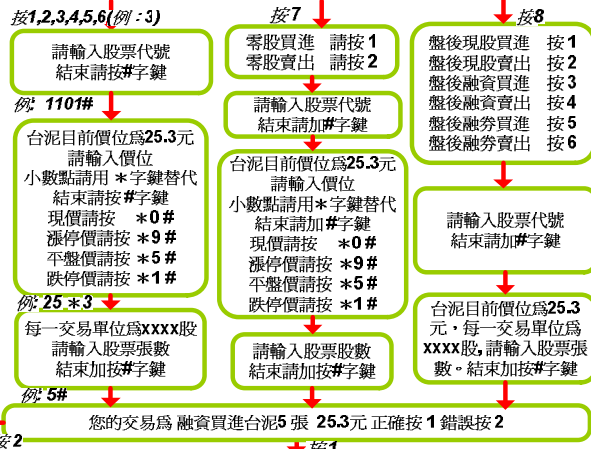 按1,2,3,4,5,6(例：3)
請輸入股票代號
結束請按#字鍵
例: 1101#
台泥目前價位爲25.3元
請輸入價位
小數點請用＊字鍵替代
結束請按#字鍵
現價請按 ＊0#
漲停價請按 ＊9#
平盤價請按 ＊5#
跌停價請按 ＊1#
例: 25＊3
每一交易單位爲xxxx股
請輸入股票張數
結束加按#字鍵
例: 5#
按7
零股買進 請按1
零股賣出 請按2
請輸入股票代號
結束請加#字鍵
台泥目前價位爲25.3元
請輸入價位
小數點請用＊字鍵替代
結束請加#字鍵
現價請按 ＊0#
漲停價請按 ＊9#
平盤價請按 ＊5#
跌停價請按 ＊1#
請輸入股票股數
結束請加按#字鍵
按8
盤後現股買進 按1
盤後現股賣出 按2
盤後融資買進 按3
盤後融資賣出 按4
盤後融券買進 按5
盤後融券賣出 按6
請輸入股票代號
結束請加#字鍵
台泥目前價位爲25.3
元，每一交易單位爲
xxxx股,請輸入股票張
數。結束加按#字鍵
您的交易爲 融資買進台泥5 張 25.3元 正確按 1 錯誤按 2
按2
按1